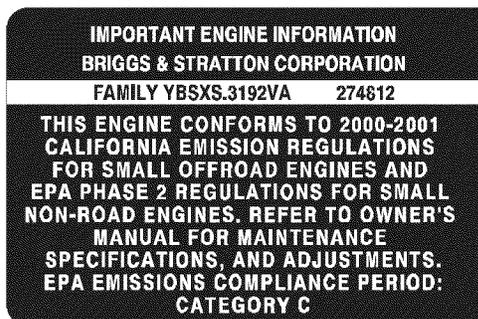 IMPORTANT ENGINE INFORMATION
BRIGGS & STRATTON CORPORATION
FAMILY YBSXS.3192VA 274812
THIS ENGINE CONFORMS TO 2000-2001
CALIFORNIA EMISSION REGULATIONS
FOR SMALL OFFROAD ENGINES AND
EPA PHASE 2 REGULATIONS FOR SMALL
NON-ROAD ENGINES. REFER TO OWNER'S
MANUAL FOR MAINTENANCE
SPECIFICATIONS, AND ADJUSTMENTS.
EPA EMISSIONS COMPLIANCE PERIOD:
CATEGORY C